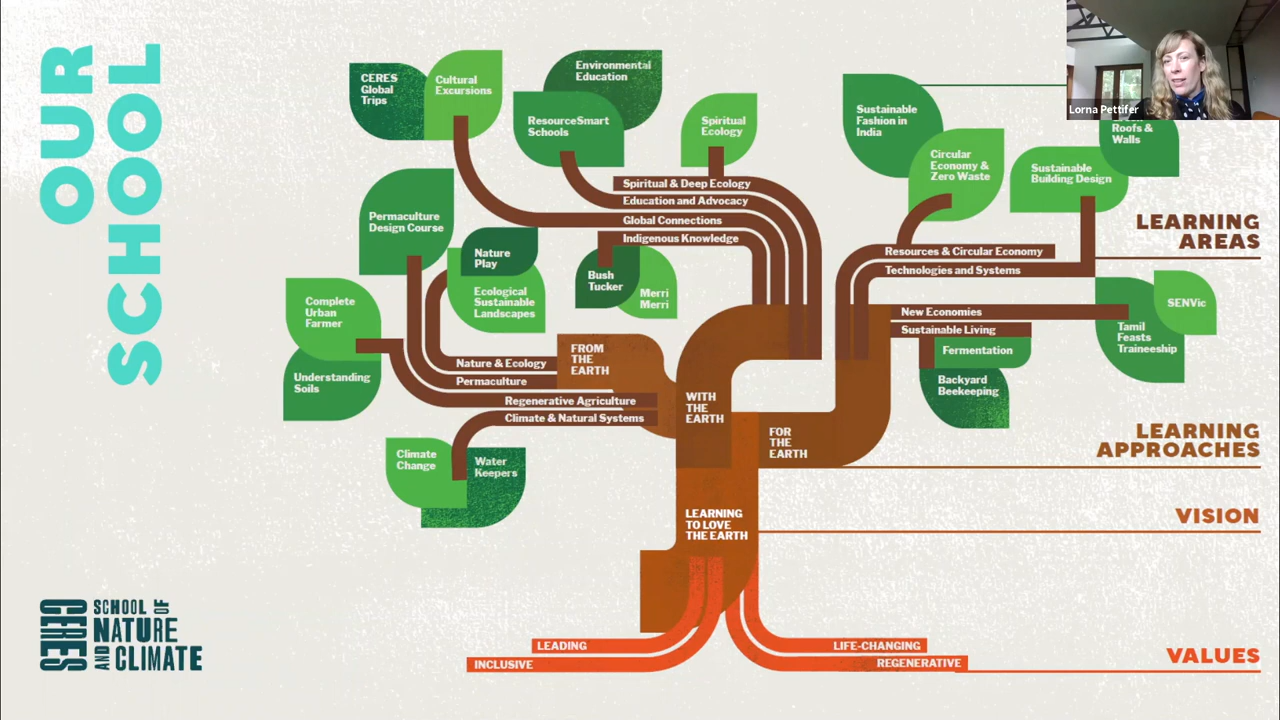 OUR
SCHOOL
CERES
Global
Trips
Cultural
Excursions
Environmental
Education
ResourceSmart
Schools
Spiritual
Ecology
Sustainable
Fashion in
India
Circular
Economy &
Zero Waste
Sustainable
Building Design
Roofs &
Walls
Lorna Pettifer
Permaculture
Design Course
Nature
Play
Ecological
Sustainable
Landscapes
Bush
Tucker
Merri
Merri
Spiritual & Deep Ecology
Education and Advocacy
Global Connections
Indigenous Knowledge
Resources & Circular Economy
Technologies and Systems
New Economies
Sustainable Living
LEARNING
AREAS
Complete
Urban
Farmer
Understanding
Soils
Nature & Ecology
Permaculture
Regenerative Agriculture
Climate & Natural Systems
FROM
THE
EARTH
WITH
THE
EARTH
FOR
THE
EARTH
SENVic
Tamil
Feasts
Traineeship
Fermentation
Backyard
Beekeeping
Climate
Change
Water
Keepers
LEARNING
APPROACHES
LEARNING
TO LOVE
THE EARTH
VISION
LEADING
INCLUSIVE
LIFE-CHANGING
REGENERATIVE
VALUES
CERES
SCHOOL OF
NATURE
AND CLIMATE